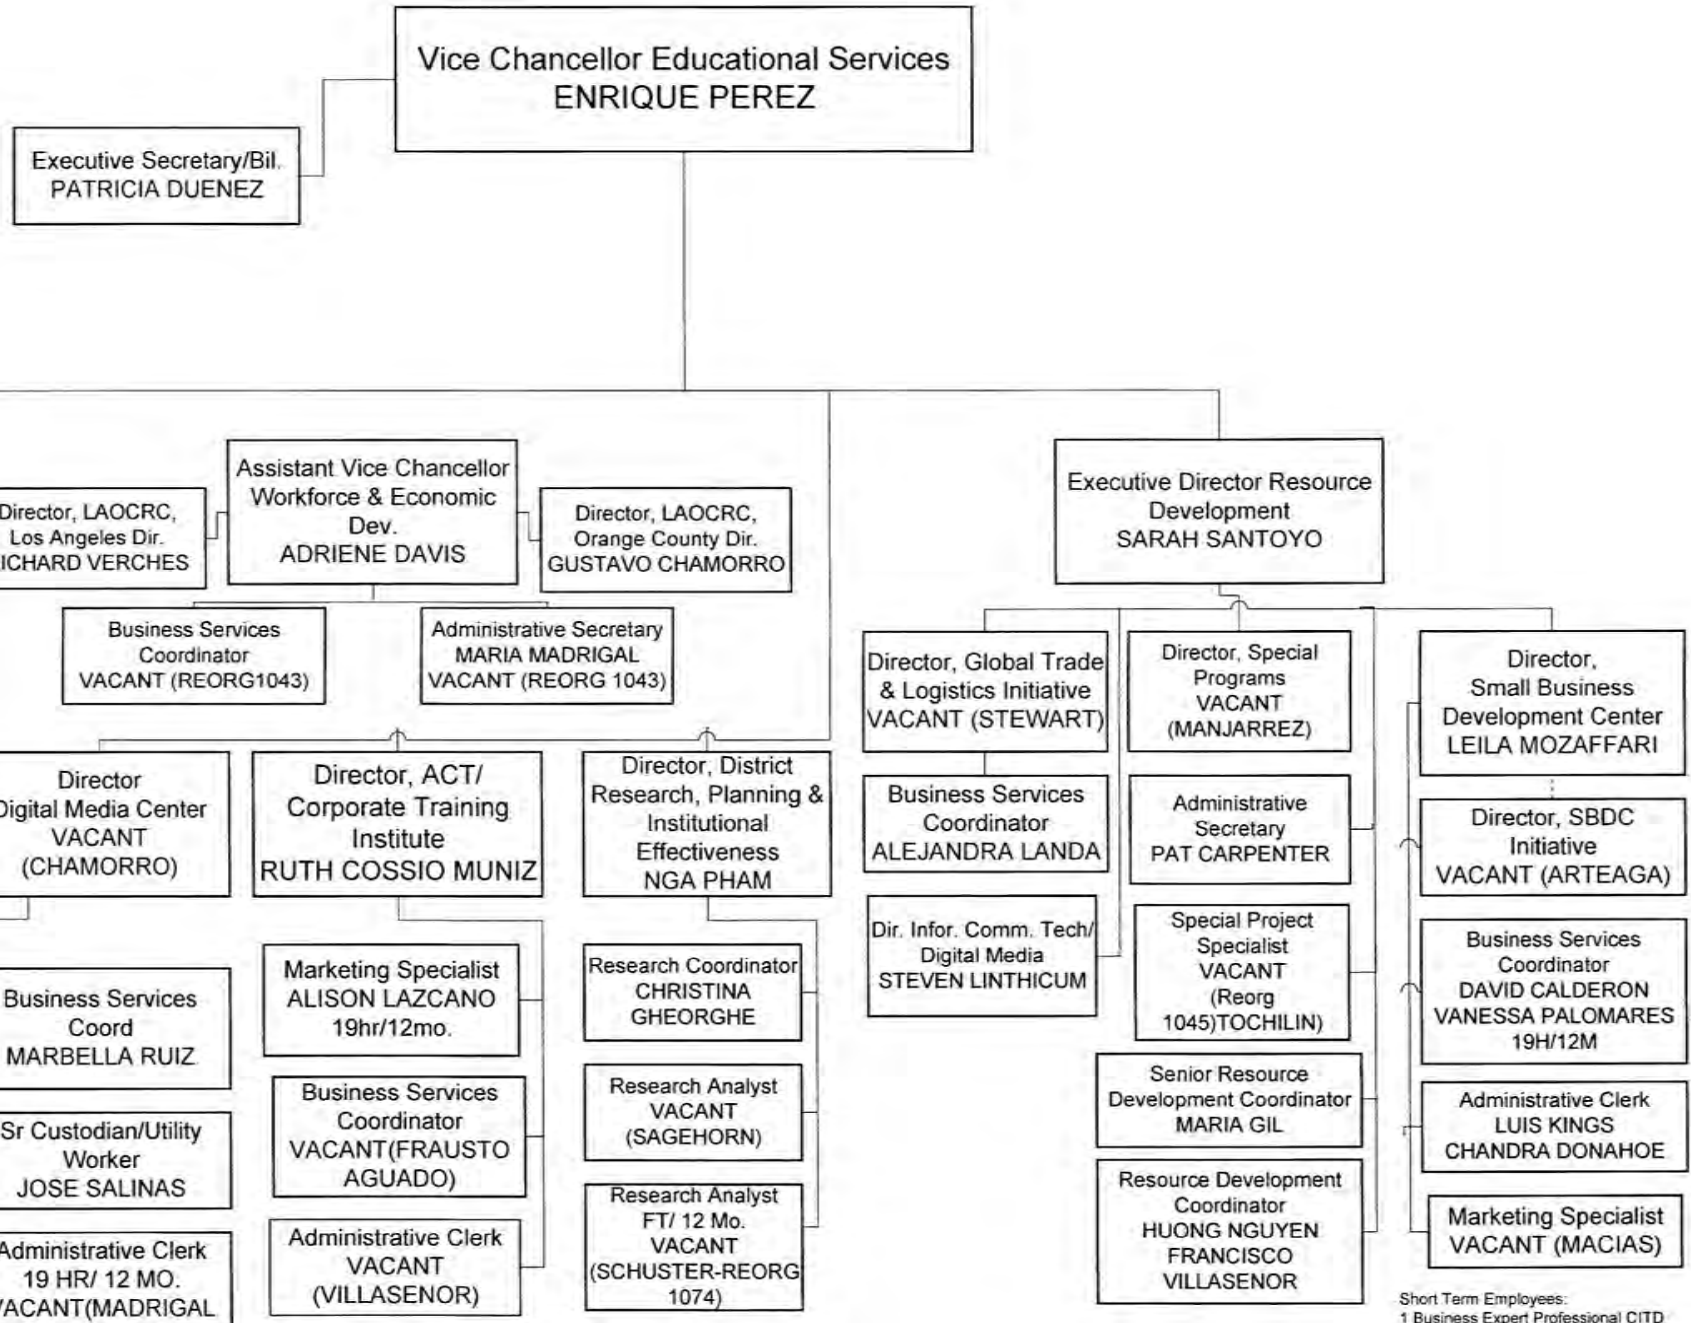 Vice Chancellor Educational Services
ENRIQUE PEREZ
Executive Secretary/Bil.
PATRICIA DUENEZ
Director, LAOCRC,
Los Angeles Dir.
ICHARD VERCHES
Assistant Vice Chancellor
Workforce & Economic
Dev.
ADRIENE DAVIS
Director, LAOCRC,
Orange County Dir.
GUSTAVO CHAMORRO
Executive Director Resource
Development
SARAH SANTOYO
Business Services
Coordinator
VACANT (REORG1043)
Administrative Secretary
MARIA MADRIGAL
VACANT (REORG 1043)
Director
Digital Media Center
VACANT
(CHAMORRO)
Business Services
Coord
MARBELLA RUIZ
Sr Custodian/Utility
Worker
JOSE SALINAS
Administrative Clerk
19 HR/ 12 MO.
VACANT(MADRIGAL
Director, ACT/
Corporate Training
Institute
RUTH COSSIO MUNIZ
Marketing Specialist
ALISON LAZCANO
19hr/12mo.
Business Services
Coordinator
VACANT(FRAUSTO
AGUADO)
Administrative Clerk
VACANT
(VILLASENOR)
Director, District
Research, Planning &
Institutional
Effectiveness
NGA PHAM
Research Coordinator
CHRISTINA
GHEORGHE
Research Analyst
VACANT
(SAGEHORN)
Research Analyst
FT/ 12 Mo.
VACANT
(SCHUSTER-REORG
1074)
Director, Global Trade
& Logistics Initiative
VACANT (STEWART)
Business Services
Coordinator
ALEJANDRA LANDA
Dir. Infor. Comm. Tech/
Digital Media
STEVEN LINTHICUM
Director, Special
Programs
VACANT
(MANJARREZ)
Administrative
Secretary
PAT CARPENTER
Special Project
Specialist
VACANT
(Reorg
1045)TOCHILIN)
Senior Resource
Development Coordinator
MARIA GIL
Resource Development
Coordinator
HUONG NGUYEN
FRANCISCO
VILLASENOR
Director,
Small Business
Development Center
LEILA MOZAFFARI
Director, SBDC
Initiative
VACANT (ARTEAGA)
Business Services
Coordinator
DAVID CALDERON
VANESSA PALOMARES
19H/12M
Administrative Clerk
LUIS KINGS
CHANDRA DONAHOE
Marketing Specialist
VACANT (MACIAS)
Short Term Employees:
1 Business Expert Professional CITD